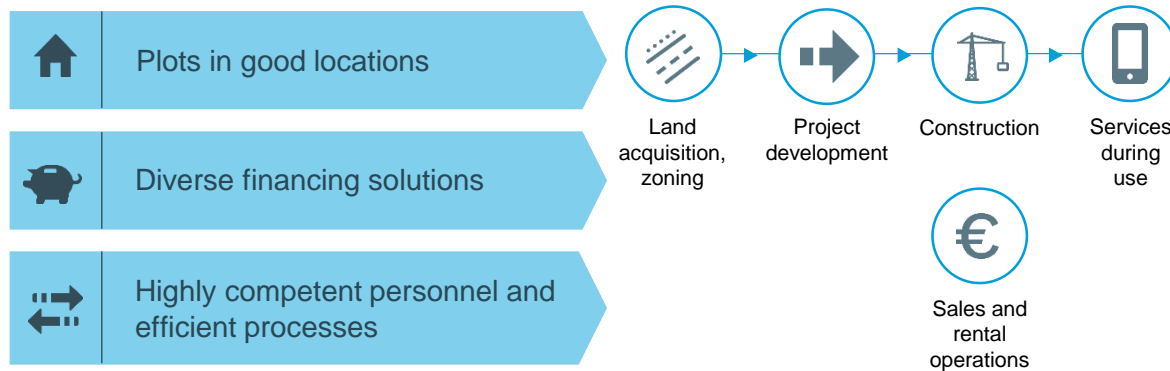 Plots in good locations
Diverse financing solutions
Highly competent personnel and
efficient processes
Land
acquisition,
zoning
Project
development
Construction
Services
during
use
€
Sales and
rental
operations